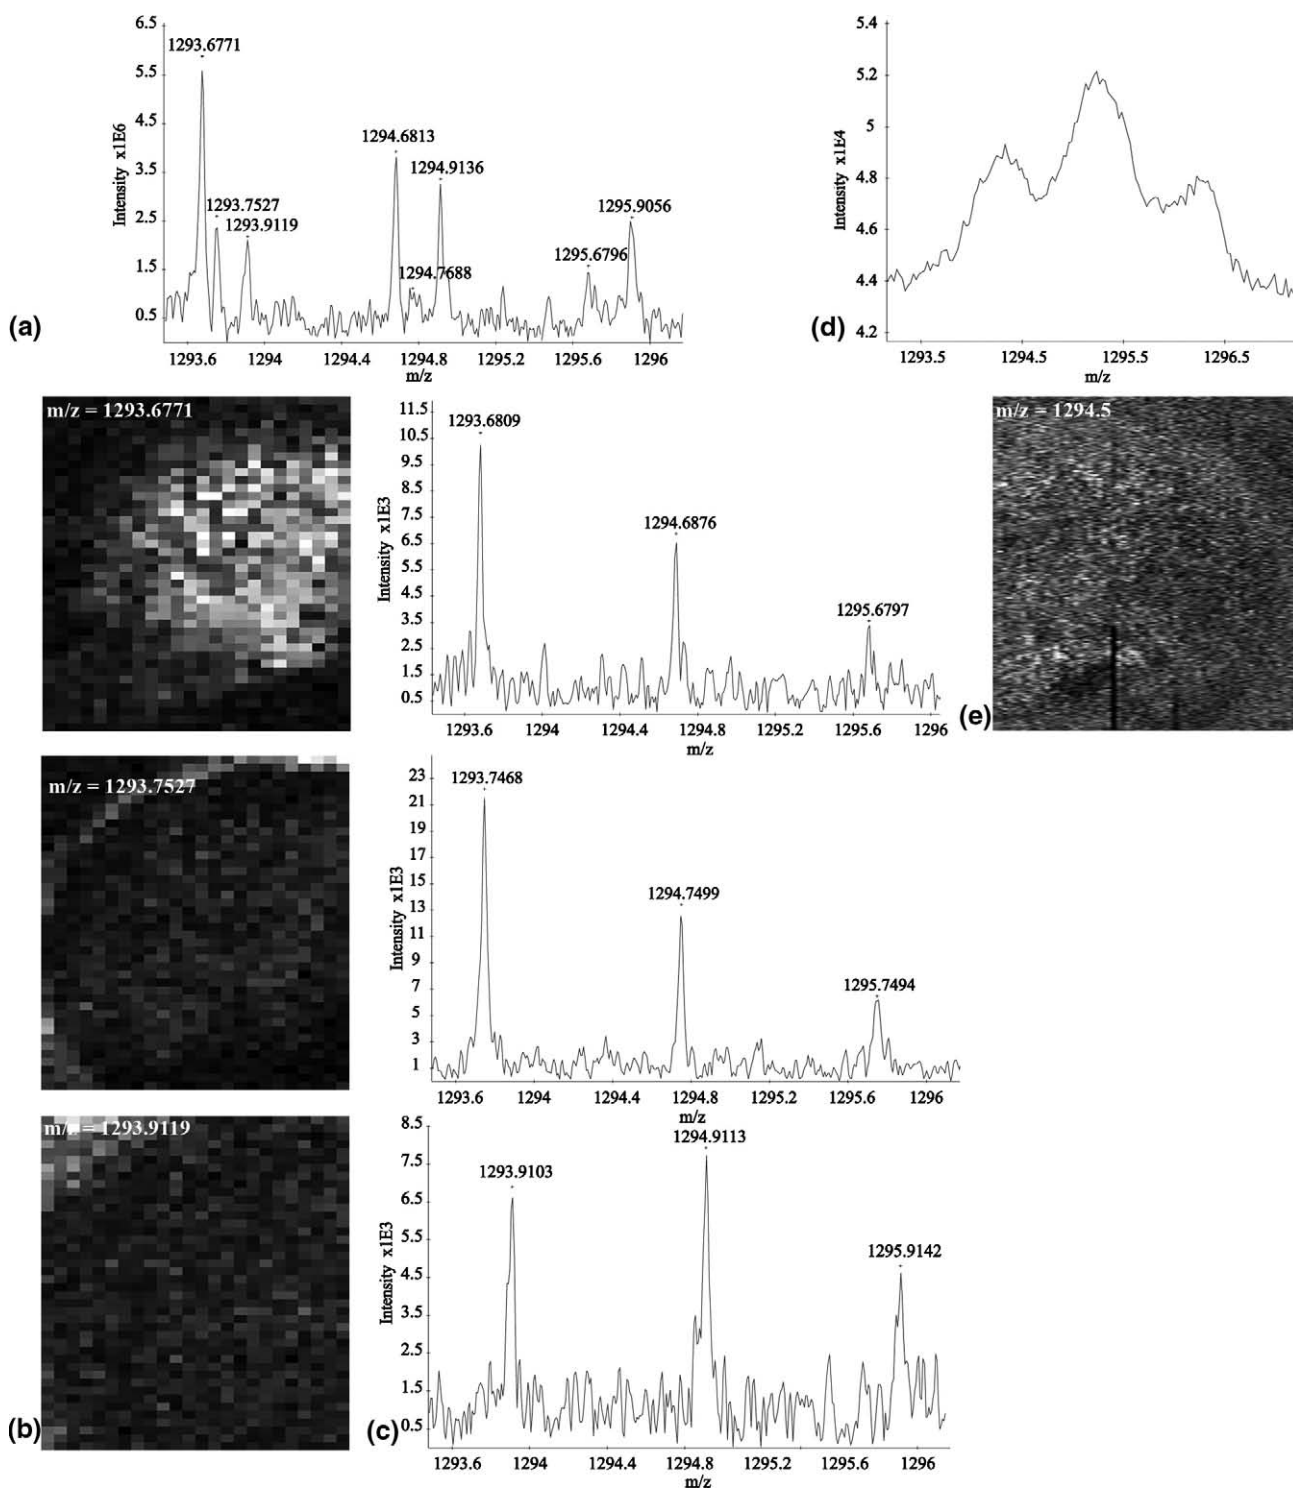 6.5
5.5
4.5
3.5
2.5
1.5
0.5
Intensity x1E6
1293.6771
1293.7527
1293.9119
1294.6813
1294.9136
1294.7688
1295.9056
1295.6796
1293.6 1294 1294.4 1294.8 1295.2 1295.6 1296
m/z
(a)
5.4
5.2
5
4.8
4.6
4.4
4.2
Intensity x1E4
1293.5 1294.5 1295.5 1296.5
m/z
(d)
m/z = 1293.6771
m/z = 1293.7527
m/z = 1293.9119
(b)
11.5
10.5
9.5
8.5
7.5
6.5
5.5
4.5
3.5
2.5
1.5
0.5
Intensity x1E3
1293.6809
1294.6876
1295.6797
1293.6 1294 1294.4 1294.8 1295.2 1295.6 1296
m/z
23
21
19
17
15
13
11
9
7
5
3
1
Intensity x1E3
1293.7468
1294.7499
1295.7494
1293.6 1294 1294.4 1294.8 1295.2 1295.6 1296
m/z
8.5
7.5
6.5
5.5
4.5
3.5
2.5
1.5
0.5
Intensity x1E3
1293.9103
1294.9113
1295.9142
1293.6 1294 1294.4 1294.8 1295.2 1295.6 1296
m/z
(c)
m/z = 1294.5
(e)